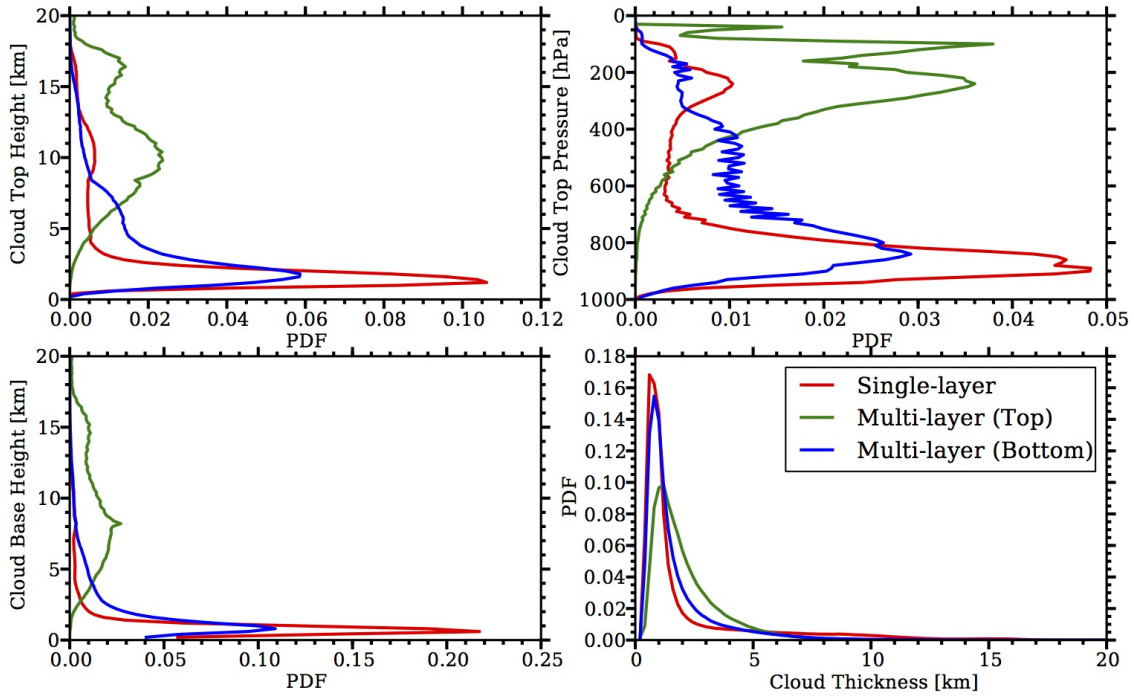 20
15
10
5
0
Cloud Top Height [km]
0.00 0.02 0.04 0.06 0.08 0.10 0.12
PDF
0
200
400
600
800
1000
Cloud Top Pressure [hPa]
0.00 0.01 0.02 0.03 0.04 0.05
PDF
20
15
10
5
0
Cloud Base Height [km]
0.00 0.05 0.10 0.15 0.20 0.25
PDF
0.18
0.16
0.14
0.12
0.10
0.08
0.06
0.04
0.02
0.00
PDF
Single-layer
Multi-layer (Top)
Multi-layer (Bottom)
0 5 10 15 20
Cloud Thickness [km]